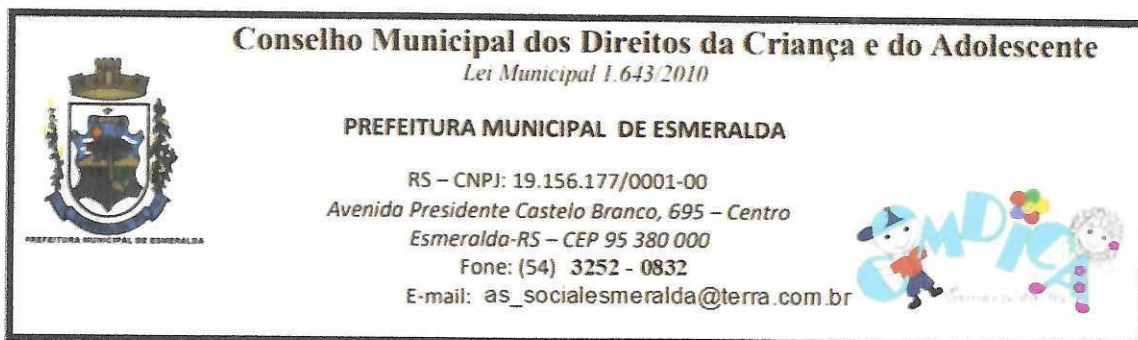 Conselho Municipal dos Direitos da Criança e do Adolescente
Lei Municipal 1.643/2010
PREFEITURA MUNICIPAL DE ESMERALDA
RS – CNPJ: 19.156.177/0001-00
Avenida Presidente Castelo Branco, 695 – Centro
Esmeralda-RS – CEP 95 380 000
Fone: (54) 3252 - 0832
E-mail: as_socialesmeralda@terra.com.br
PREFEITURA MUNICIPAL DE ESMERALDA
COMDICA